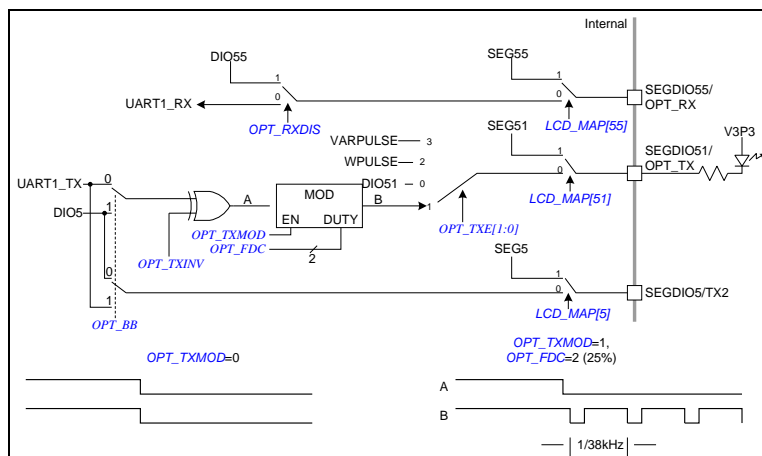 Internal
DIO55
SEG55
1
0
UART1_RX
OPT_RXDIS
1
0
LCD_MAP[55]
SEGDIO55/
OPT_RX
VARPULSE
3
WPULSE
2
DIO51
0
1
SEG51
1
0
LCD_MAP[51]
SEGDIO51/
OPT_TX
V3P3
UART1_TX
0
DIO5
1
A
MOD
EN DUTY
B
OPT_TXMOD
OPT_FDC
2
OPT_TXINV
OPT_TXE[1:0]
0
1
OPT_BB
SEG5
1
0
LCD_MAP[5]
SEGDIO5/TX2
OPT_TXMOD=0
OPT_TXMOD=1,
OPT_FDC=2 (25%)
A
B
1/38kHz